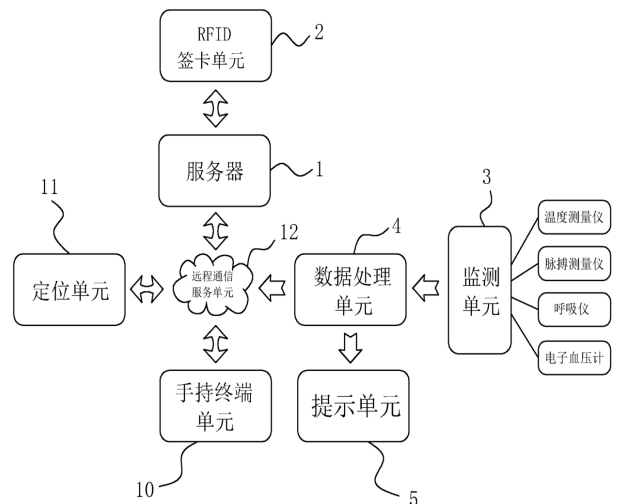 RFID
签卡单元
2
服务器
1
11
定位单元
12
远程通信
服务单元
4
数据处理
单元
3
监测
单元
温度测量仪
脉搏测量仪
呼吸仪
电子血压计
手持终端
单元
10
提示单元
5